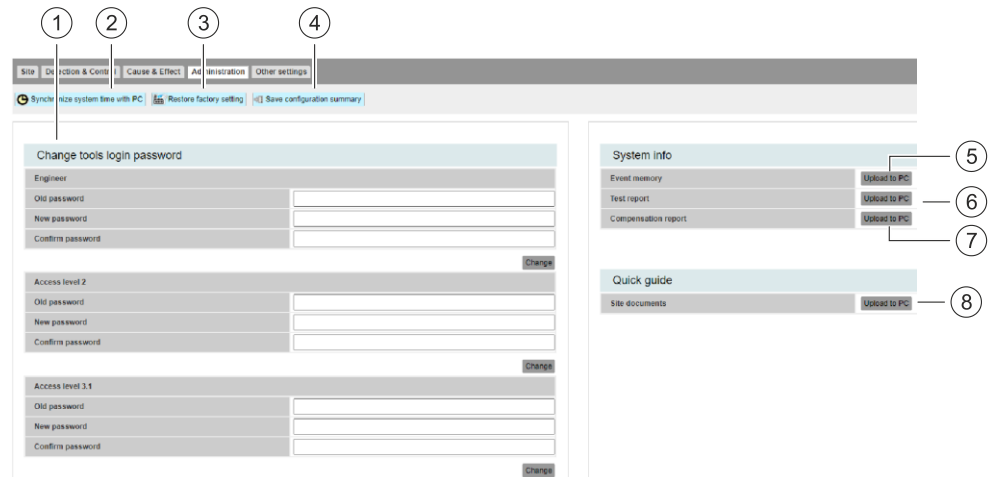 1 2 3 4
Site Detection & Control Cause & Effect Administration Other settings
Synchronize system time with PC Restore factory setting Save configuration summary
Change tools login password
Engineer
Old password
New password
Confirm password
Change
Access level 2
Old password
New password
Confirm password
Change
Access level 3.1
Old password
New password
Confirm password
Change
System info
Event memory Upload to PC 5
Test report Upload to PC 6
Compensation report Upload to PC 7
Quick guide
Site documents Upload to PC 8